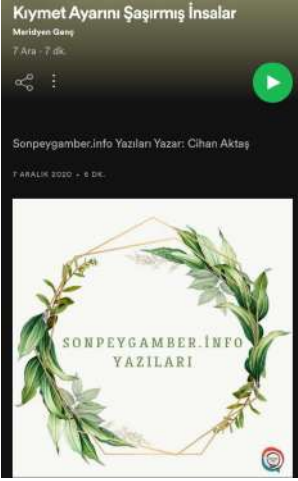 Kıymet Ayarını Şaşırmış İnsalar
Meridyen Genç
7 Ara - 7 dk.
Sonpeygamber.info Yazıları Yazar: Cihan Aktaş
7 ARALIK 2020 • 6 DK.
SONPEYGAMBER.İNFO
YAZILARI